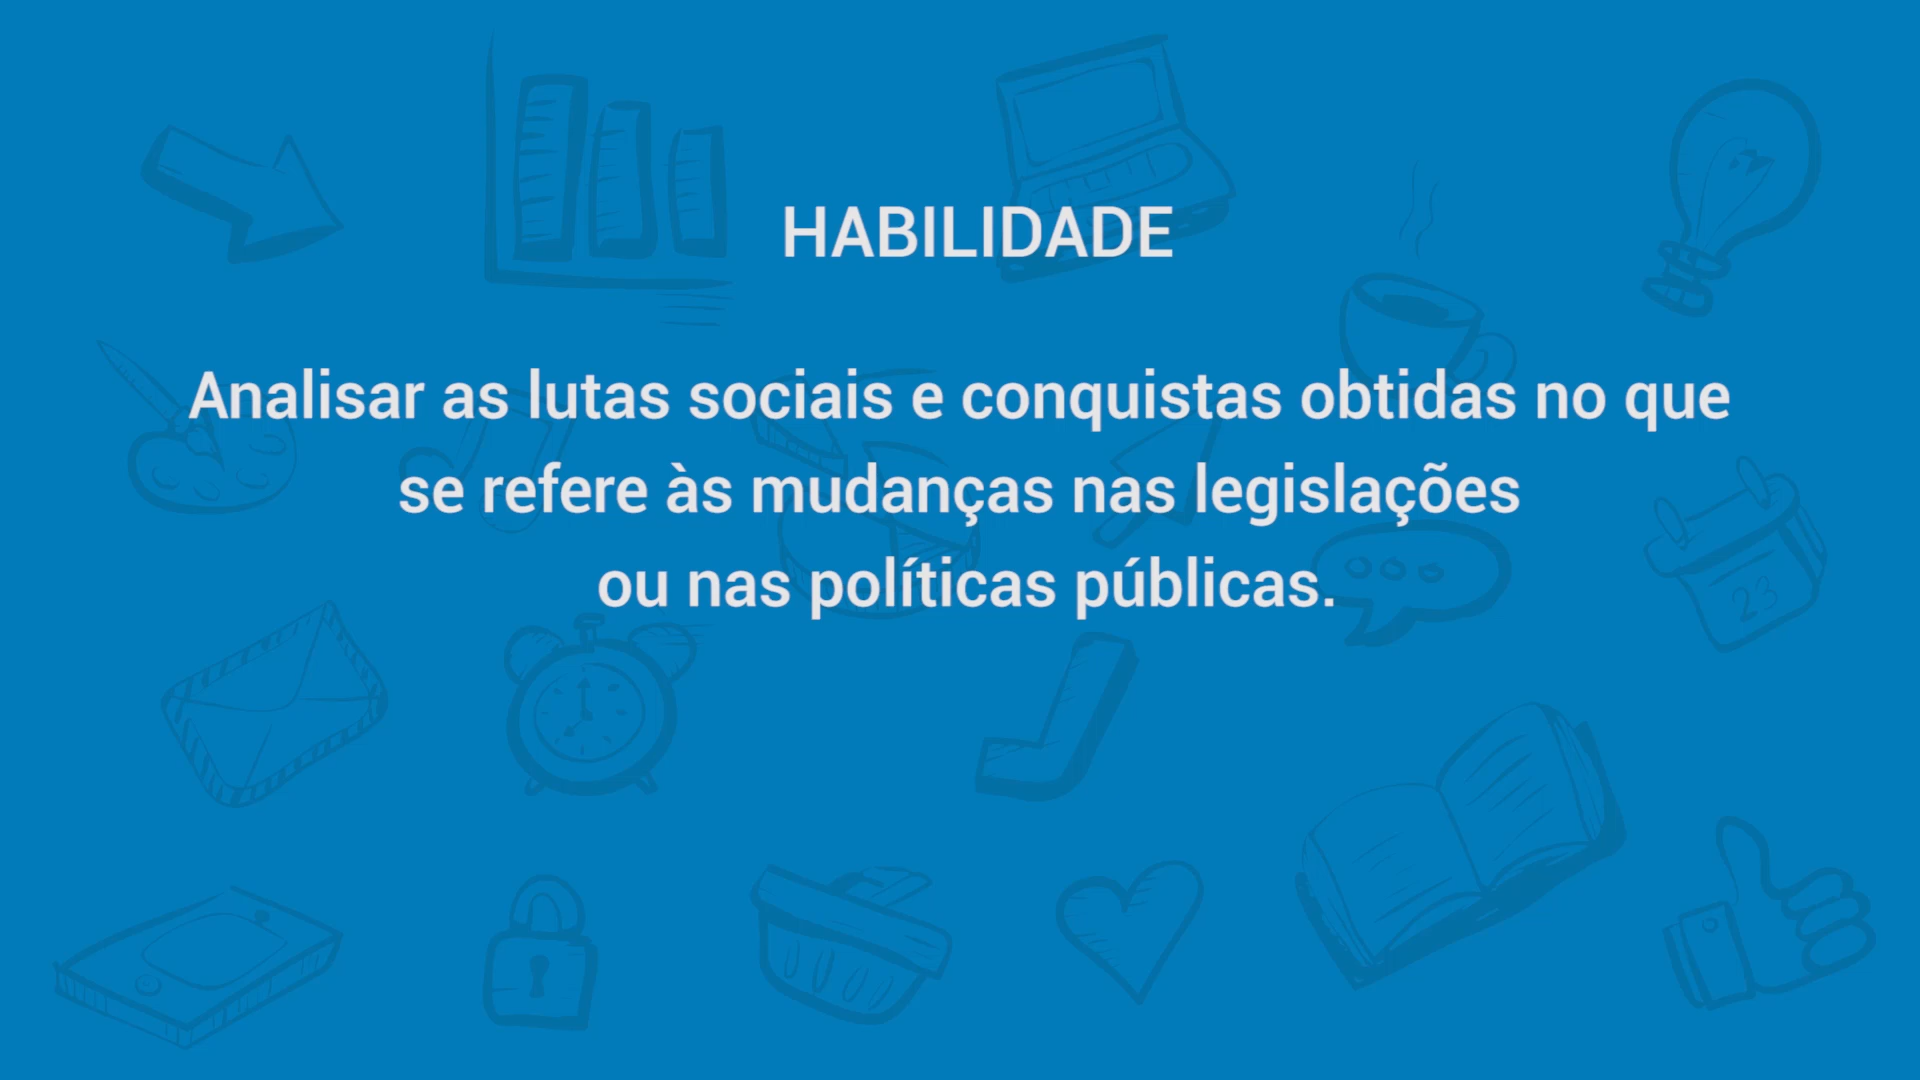 HABILIDADE
Analisar as lutas sociais e conquistas obtidas no que
se refere às mudanças nas legislações
ou nas políticas públicas.
23